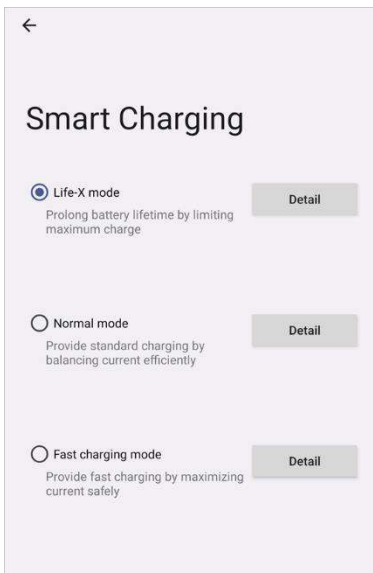 Smart Charging
Life-X mode
Detail
Prolong battery lifetime by limiting
maximum charge
Normal mode
Detail
Provide standard charging by
balancing current efficiently
Fast charging mode
Detail
Provide fast charging by maximizing
current safely